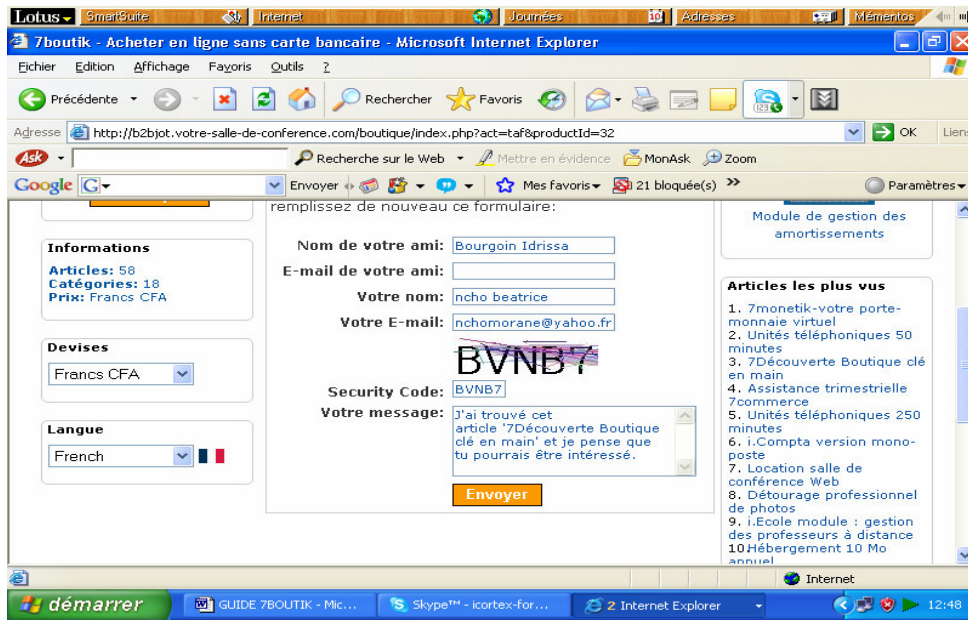 Lotus SmartSuite Internet Journées Adresses Mémentos
7boutik - Acheter en ligne sans carte bancaire - Microsoft Internet Explorer
Fichier Edition Affichage Favoris Outils ?
Précédente Rechercher Favoris
Adresse http://b2bjot.votre-salle-de-conference.com/boutique/index.php?act=taf&productId=32 OK Liens
Ask Recherche sur le Web Mettre en évidence MonAsk Zoom
Google G Envoyer Mes favoris 21 bloquée(s) » Paramètres
remplissez de nouveau ce formulaire:
Informations
Articles: 58
Catégories: 18
Prix: Francs CFA
Devises
Francs CFA
Langue
French
Nom de votre ami: Bourgoin Idrissa
E-mail de votre ami:
Votre nom: ncho beatrice
Votre E-mail: nchomorane@yahoo.fr
BVNB7
Security Code: BVNB7
Votre message: J'ai trouvé cet
article '7Découverte Boutique
clé en main' et je pense que
tu pourrais être intéressé.
Envoyer
Module de gestion des
amortissements
Articles les plus vus
1. 7monetik-votre porte-
monnaie virtuel
2. Unités téléphoniques 50
minutes
3. 7Découverte Boutique clé
en main
4. Assistance trimestrielle
7commerce
5. Unités téléphoniques 250
minutes
6. i.Compta version mono-
poste
7. Location salle de
conférence Web
8. Détourage professionnel
de photos
9. i.Ecole module : gestion
des professeurs à distance
10.Hébergement 10 Mo
annuel
Internet
démarrer GUIDE 7BOUTIK - Mic... Skype™ - icortex-for... 2 Internet Explorer 12:48